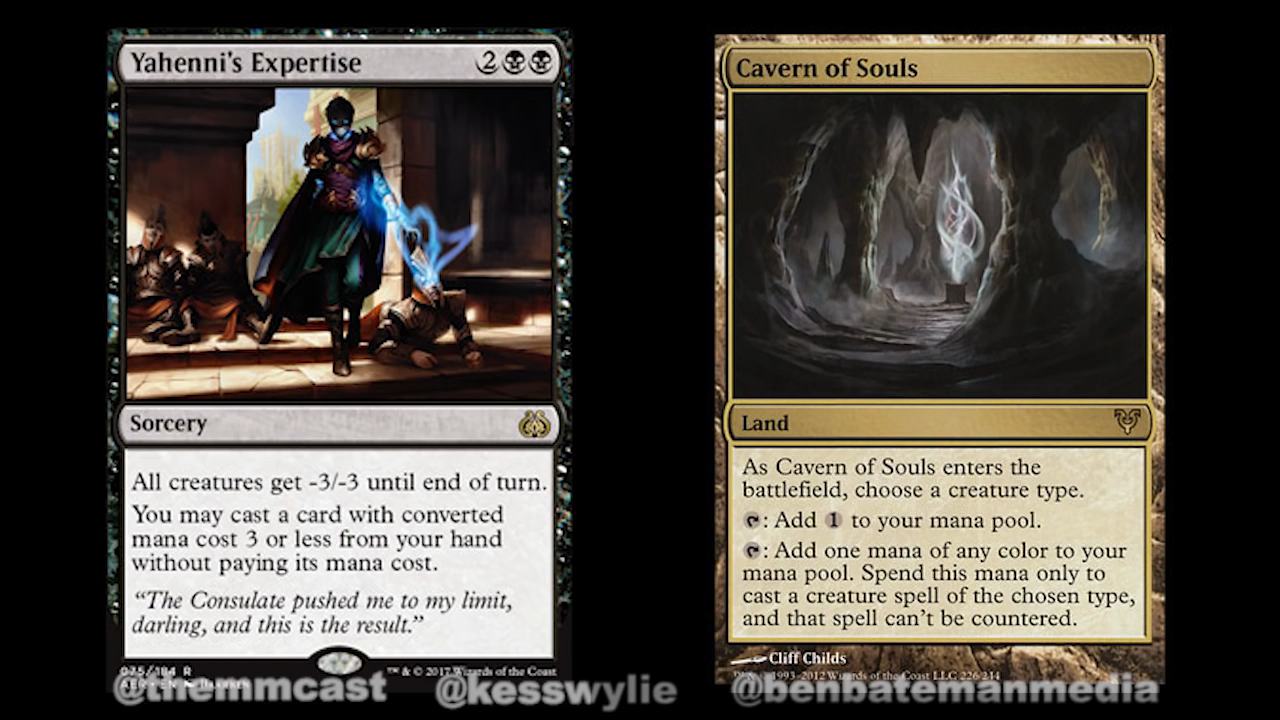 Yahenni's Expertise 2
Sorcery
All creatures get -3/-3 until end of turn.
You may cast a card with converted
mana cost 3 or less from your hand
without paying its mana cost.
“The Consulate pushed me to my limit,
darling, and this is the result.”
075/184 R
™ & © 2017 Wizards of the Coast
AER • EN
Cavern of Souls
Land
As Cavern of Souls enters the
battlefield, choose a creature type.
: Add 1 to your mana pool.
: Add one mana of any color to your
mana pool. Spend this mana only to
cast a creature spell of the chosen type,
and that spell can't be countered.
Cliff Childs
1993-2012 Wizards of the Coast LLC 226/244
@kesswylie
@benbatemanmedia